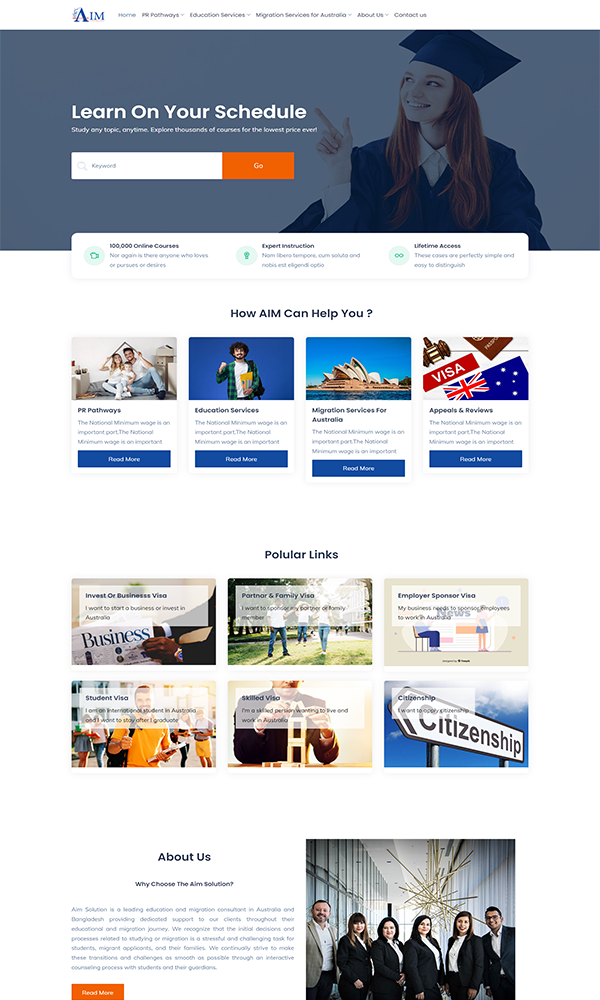 AIM
Home PR Pathways Education Services Migration Services for Australia About Us Contact us
Learn On Your Schedule
Study any topic, anytime. Explore thousands of courses for the lowest price ever!
Keyword
Go
100,000 Online Courses
Nor again is there anyone who loves
or pursues or desires
Expert Instruction
Nam libero tempore, cum soluta and
nobis est eligendi optio
Lifetime Access
These cases are perfectly simple and
easy to distinguish
How AIM Can Help You ?
VISA
PR Pathways
The National Minimum wage is an
important part,The National
Minimum wage is an important
Read More
Education Services
The National Minimum wage is an
important part,The National
Minimum wage is an important
Read More
Migration Services For
Australia
The National Minimum wage is an
important part,The National
Minimum wage is an important
Read More
Appeals & Reviews
The National Minimum wage is an
important part,The National
Minimum wage is an important
Read More
Polular Links
Invest Or Businesss Visa
I want to start a business or invest in
Australia
Business
Partnar & Family Visa
I want to sponsor my partner or family
member
Employer Sponsor Visa
My business needs to sponsor employees
to work in Australia
News
Student Visa
I am an international student in Australia
and I want to stay after I graduate
Skilled Visa
I'm a skilled person wanting to live and
work in Australia
Citizenship
I want to apply citizenship
Citizenship
About Us
Why Choose The Aim Solution?
Aim Solution is a leading education and migration consultant in Australia and
Bangladesh providing dedicated support to our clients throughout their
educational and migration journey. We recognize that the initial decisions and
processes related to studying or migration is a stressful and challenging task for
students, migrant applicants, and their families. We continually strive to make
these transitions and challenges as smooth as possible through an interactive
counseling process with students and their guardians.
Read More